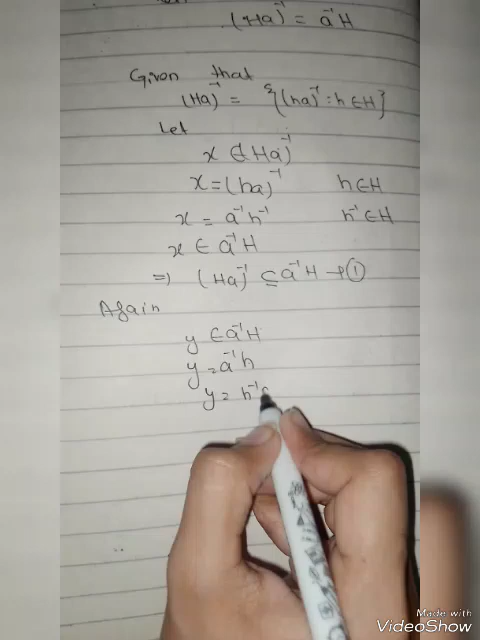 (Ha)⁻¹ = a⁻¹H
Given that
(Ha)⁻¹ = {(ha)⁻¹ : h ∈ H}
Let
x ∈ (Ha)⁻¹
x = (ha)⁻¹ h ∈ H
x = a⁻¹h⁻¹ h⁻¹ ∈ H
x ∈ a⁻¹H
⇒ (Ha)⁻¹ ⊆ a⁻¹H → ①
Again
y ∈ a⁻¹H
y = a⁻¹h
y = h⁻¹
Made with
VideoShow